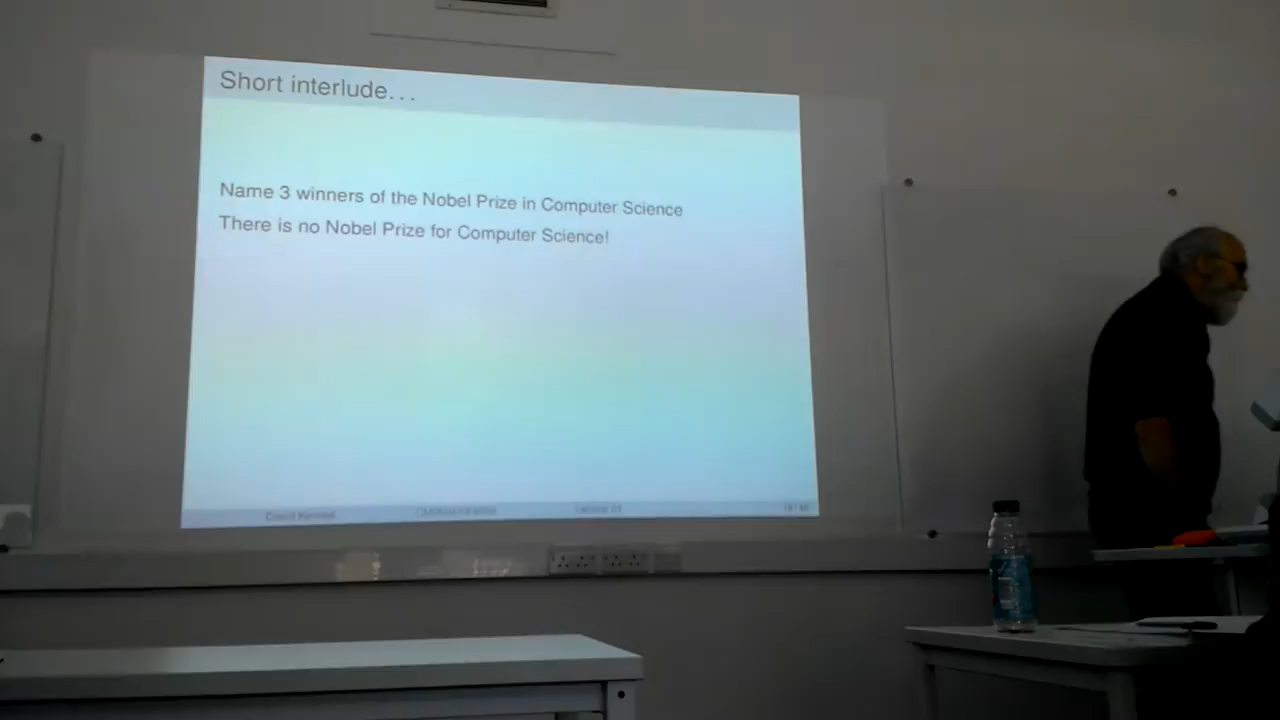 Short interlude...
Name 3 winners of the Nobel Prize in Computer Science
There is no Nobel Prize for Computer Science!